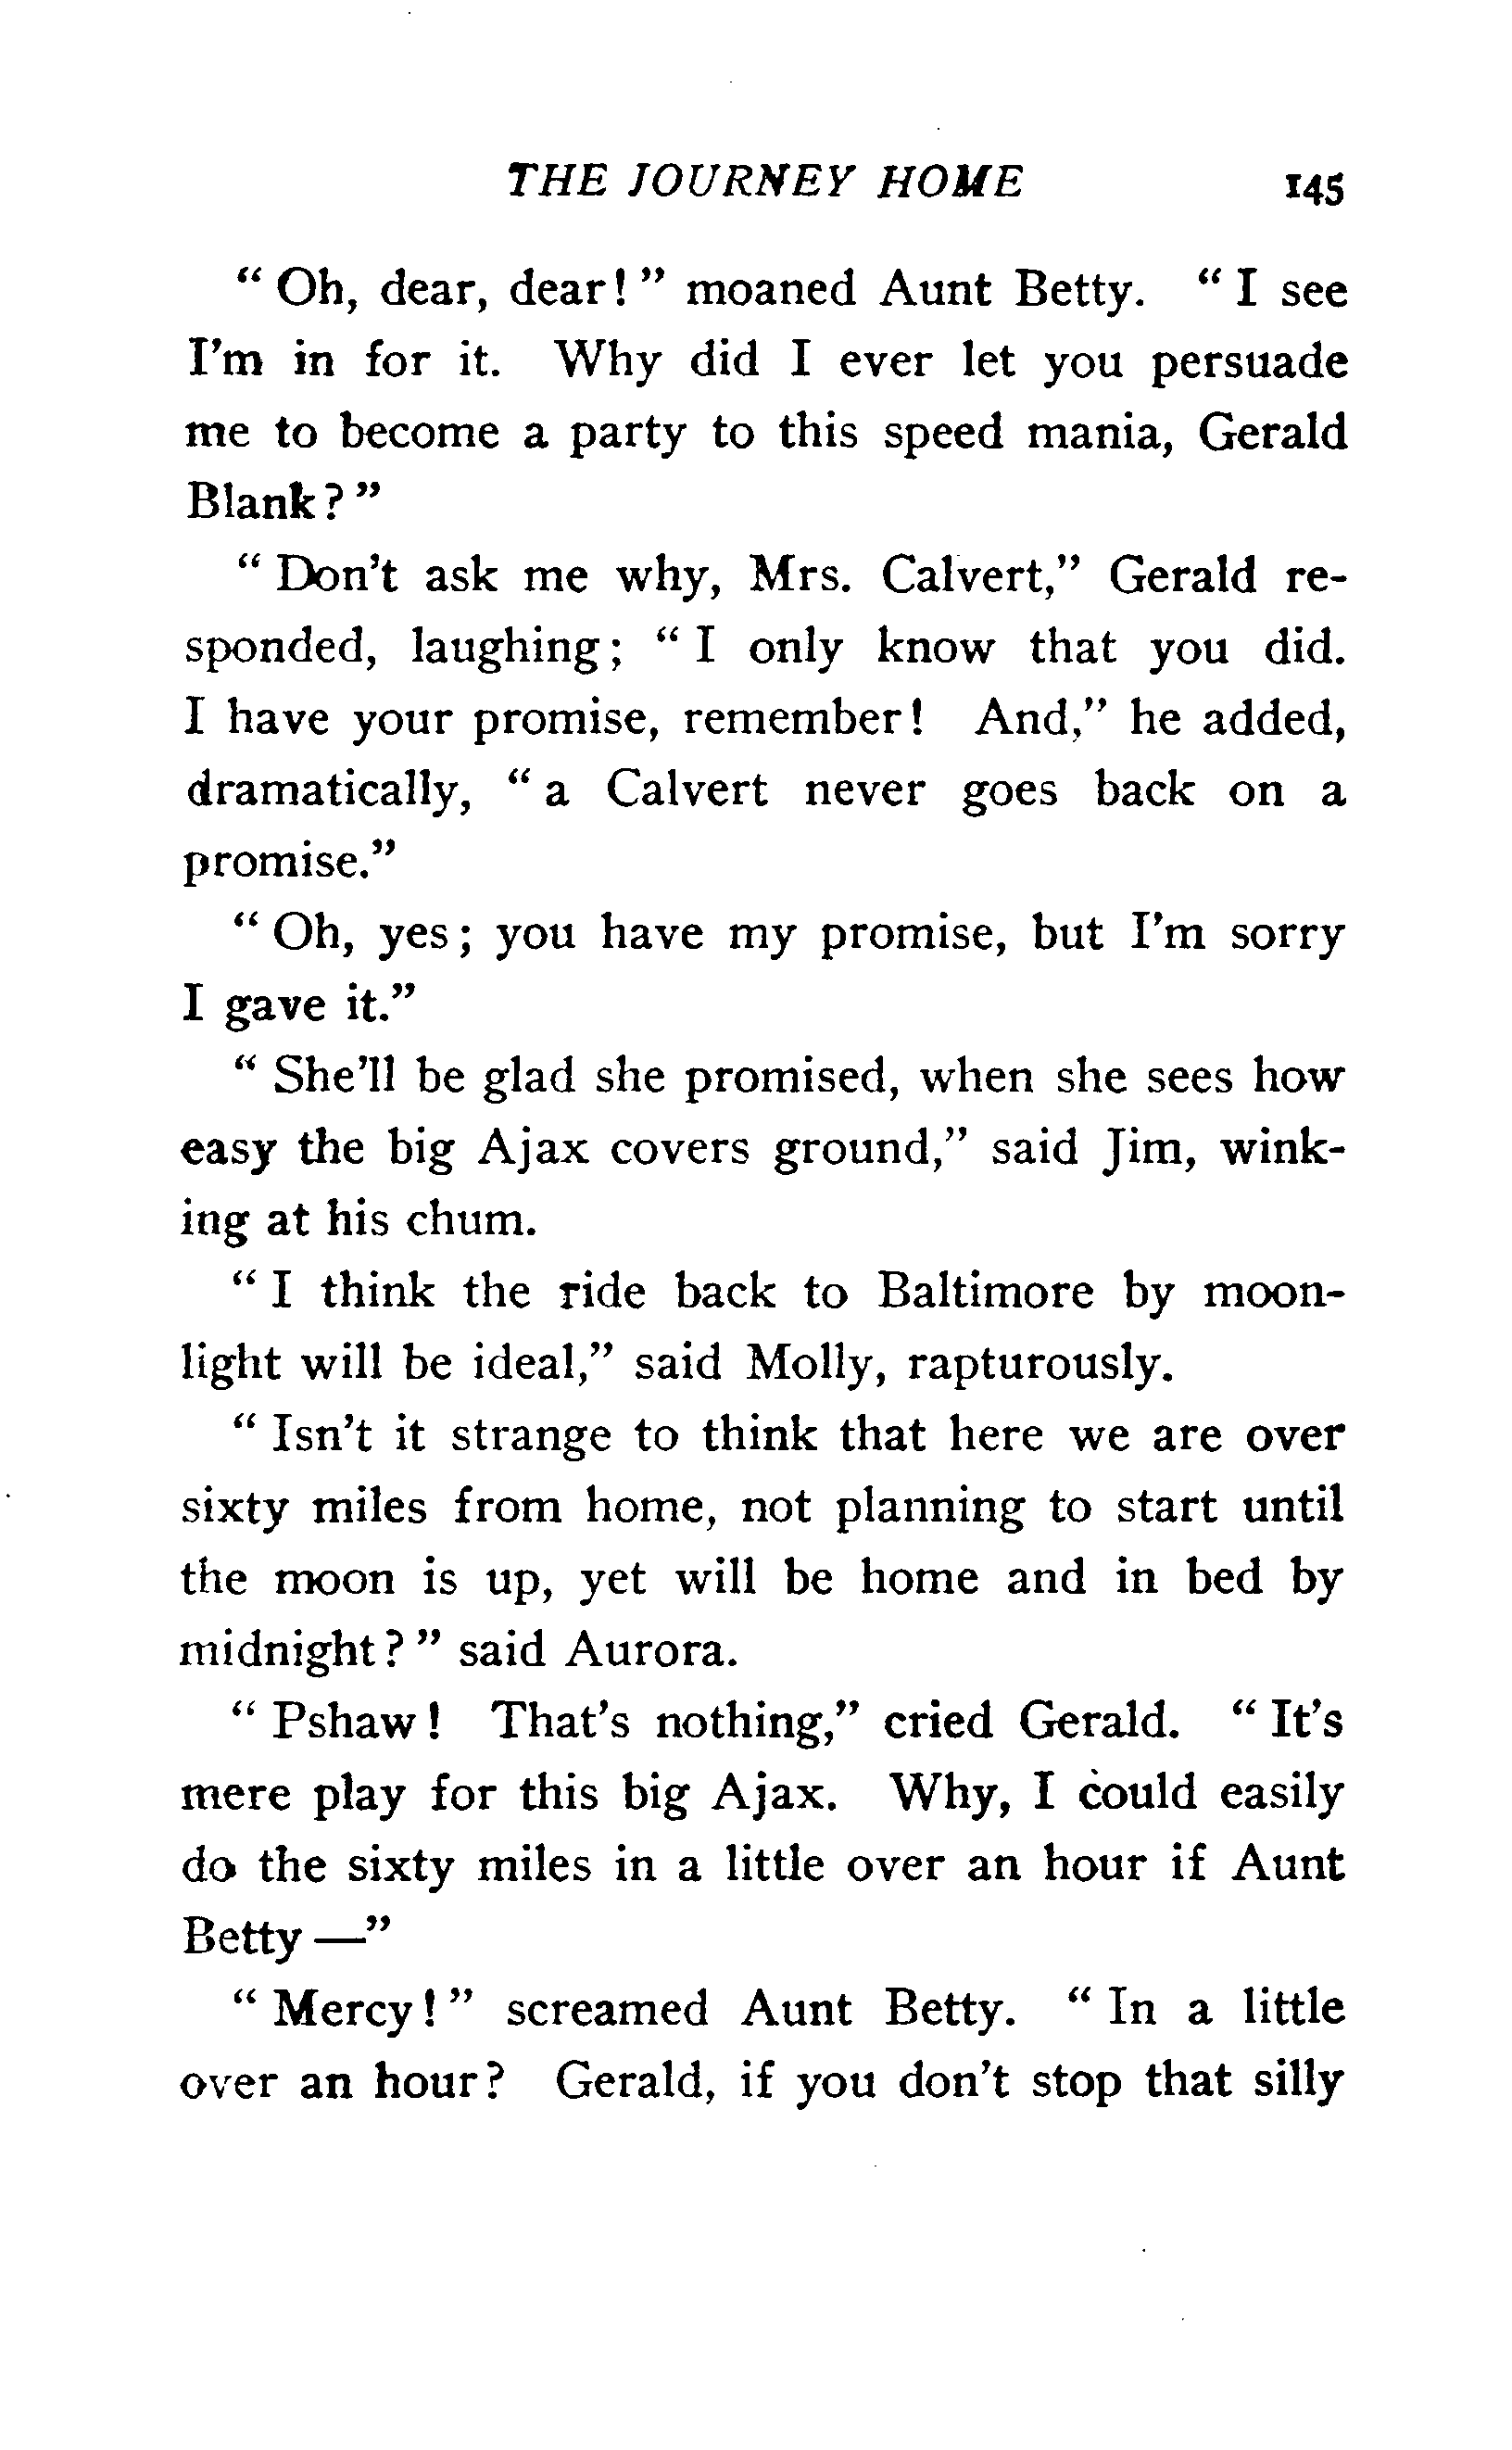 THE JOURNEY HOME 145
" Oh, dear, dear! " moaned Aunt Betty. " I see
I'm in for it. Why did I ever let you persuade
me to become a party to this speed mania, Gerald
Blank? "
" Don't ask me why, Mrs. Calvert," Gerald re-
sponded, laughing; " I only know that you did.
I have your promise, remember! And," he added,
dramatically, " a Calvert never goes back on a
promise."
" Oh, yes; you have my promise, but I'm sorry
I gave it."
" She'll be glad she promised, when she sees how
easy the big Ajax covers ground," said Jim, wink-
ing at his chum.
" I think the ride back to Baltimore by moon-
light will be ideal," said Molly, rapturously.
" Isn't it strange to think that here we are over
sixty miles from home, not planning to start until
the moon is up, yet will be home and in bed by
midnight? " said Aurora.
" Pshaw! That's nothing," cried Gerald. " It's
mere play for this big Ajax. Why, I could easily
do the sixty miles in a little over an hour if Aunt
Betty —"
" Mercy! " screamed Aunt Betty. " In a little
over an hour? Gerald, if you don't stop that silly